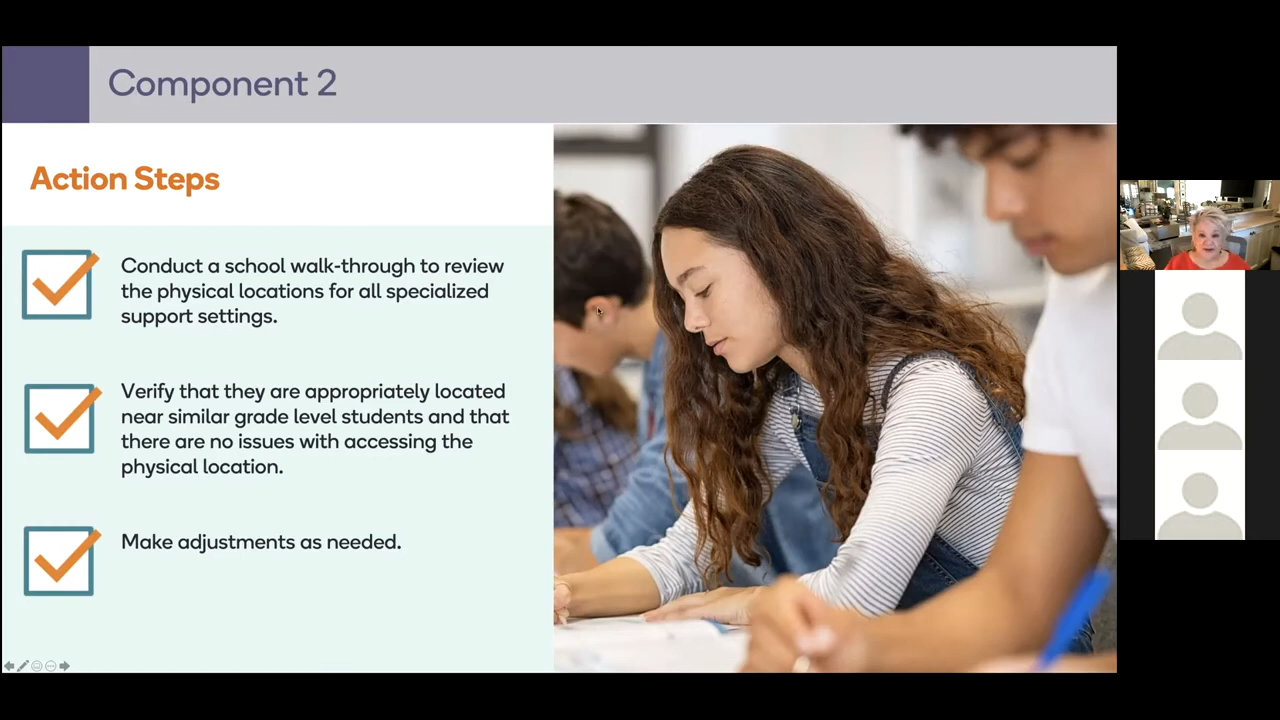 Component 2
Action Steps
Conduct a school walk-through to review
the physical locations for all specialized
support settings.
Verify that they are appropriately located
near similar grade level students and that
there are no issues with accessing the
physical location.
Make adjustments as needed.